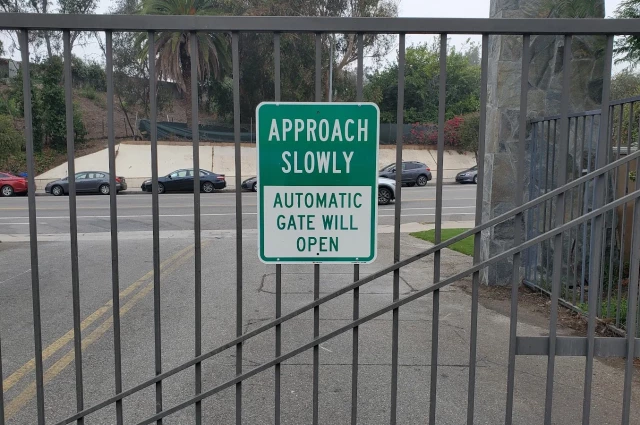 APPROACH
SLOWLY
AUTOMATIC
GATE WILL
OPEN